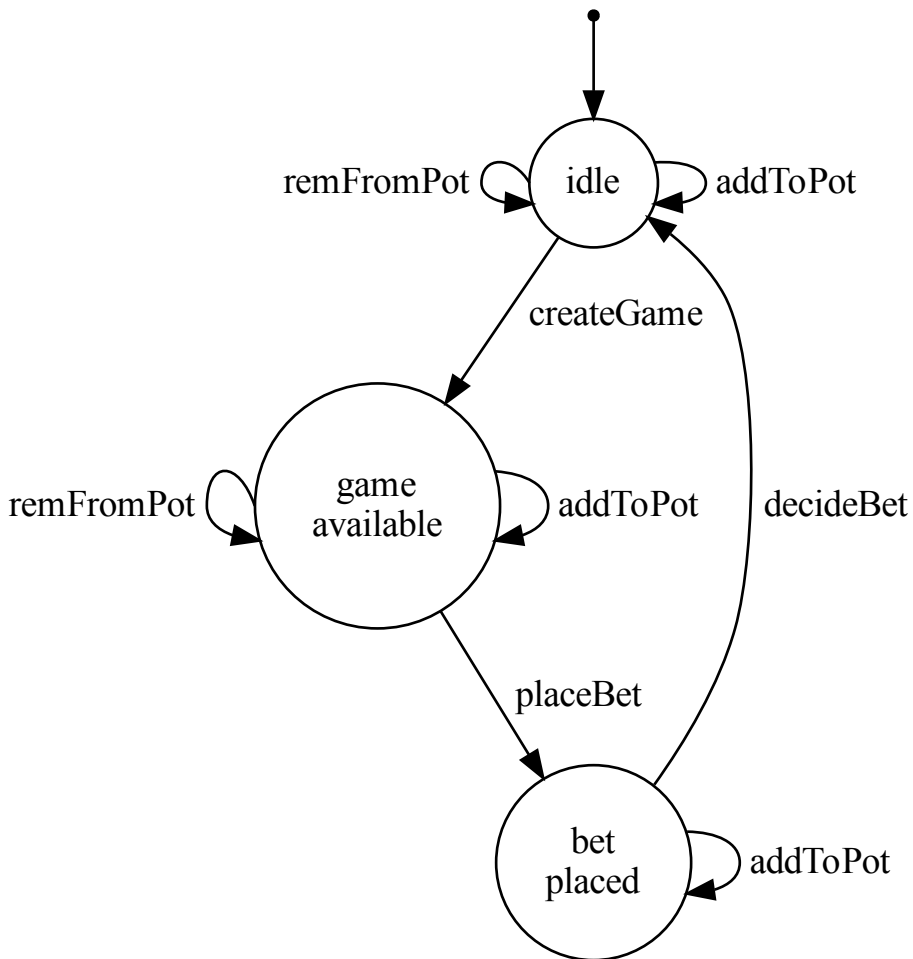 remFromPot
idle
addToPot
createGame
remFromPot
game
available
addToPot
decideBet
placeBet
bet
placed
addToPot